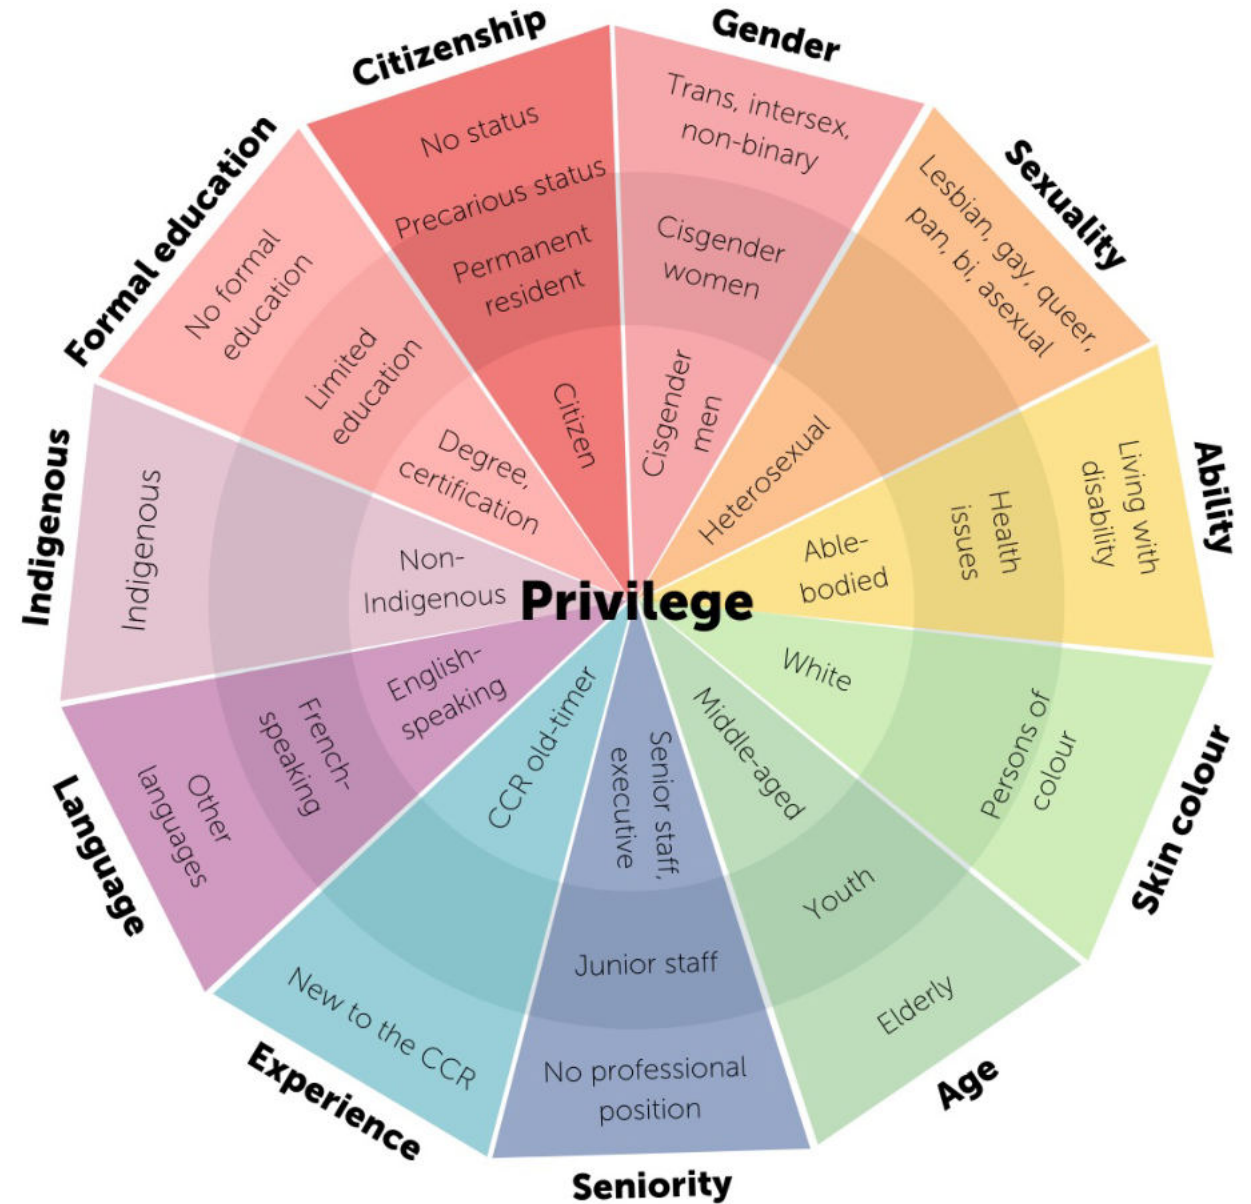 Citizenship
No status
Precarious status
Permanent
resident
Citizen
Gender
Trans, intersex,
non-binary
Cisgender
women
Cisgender
men
Sexuality
Lesbian, gay, queer,
pan, bi, asexual
Heterosexual
Ability
Living with
disability
Health
issues
Able-
bodied
Skin colour
Persons of
colour
White
Age
Elderly
Youth
Middle-aged
Seniority
No professional
position
Junior staff
Senior staff,
executive
Experience
New to the CCR
CCR old-timer
Language
Other
languages
French-
speaking
English-
speaking
Indigenous
Indigenous
Non-
Indigenous
Formal education
No formal
education
Limited
education
Degree,
certification
Privilege